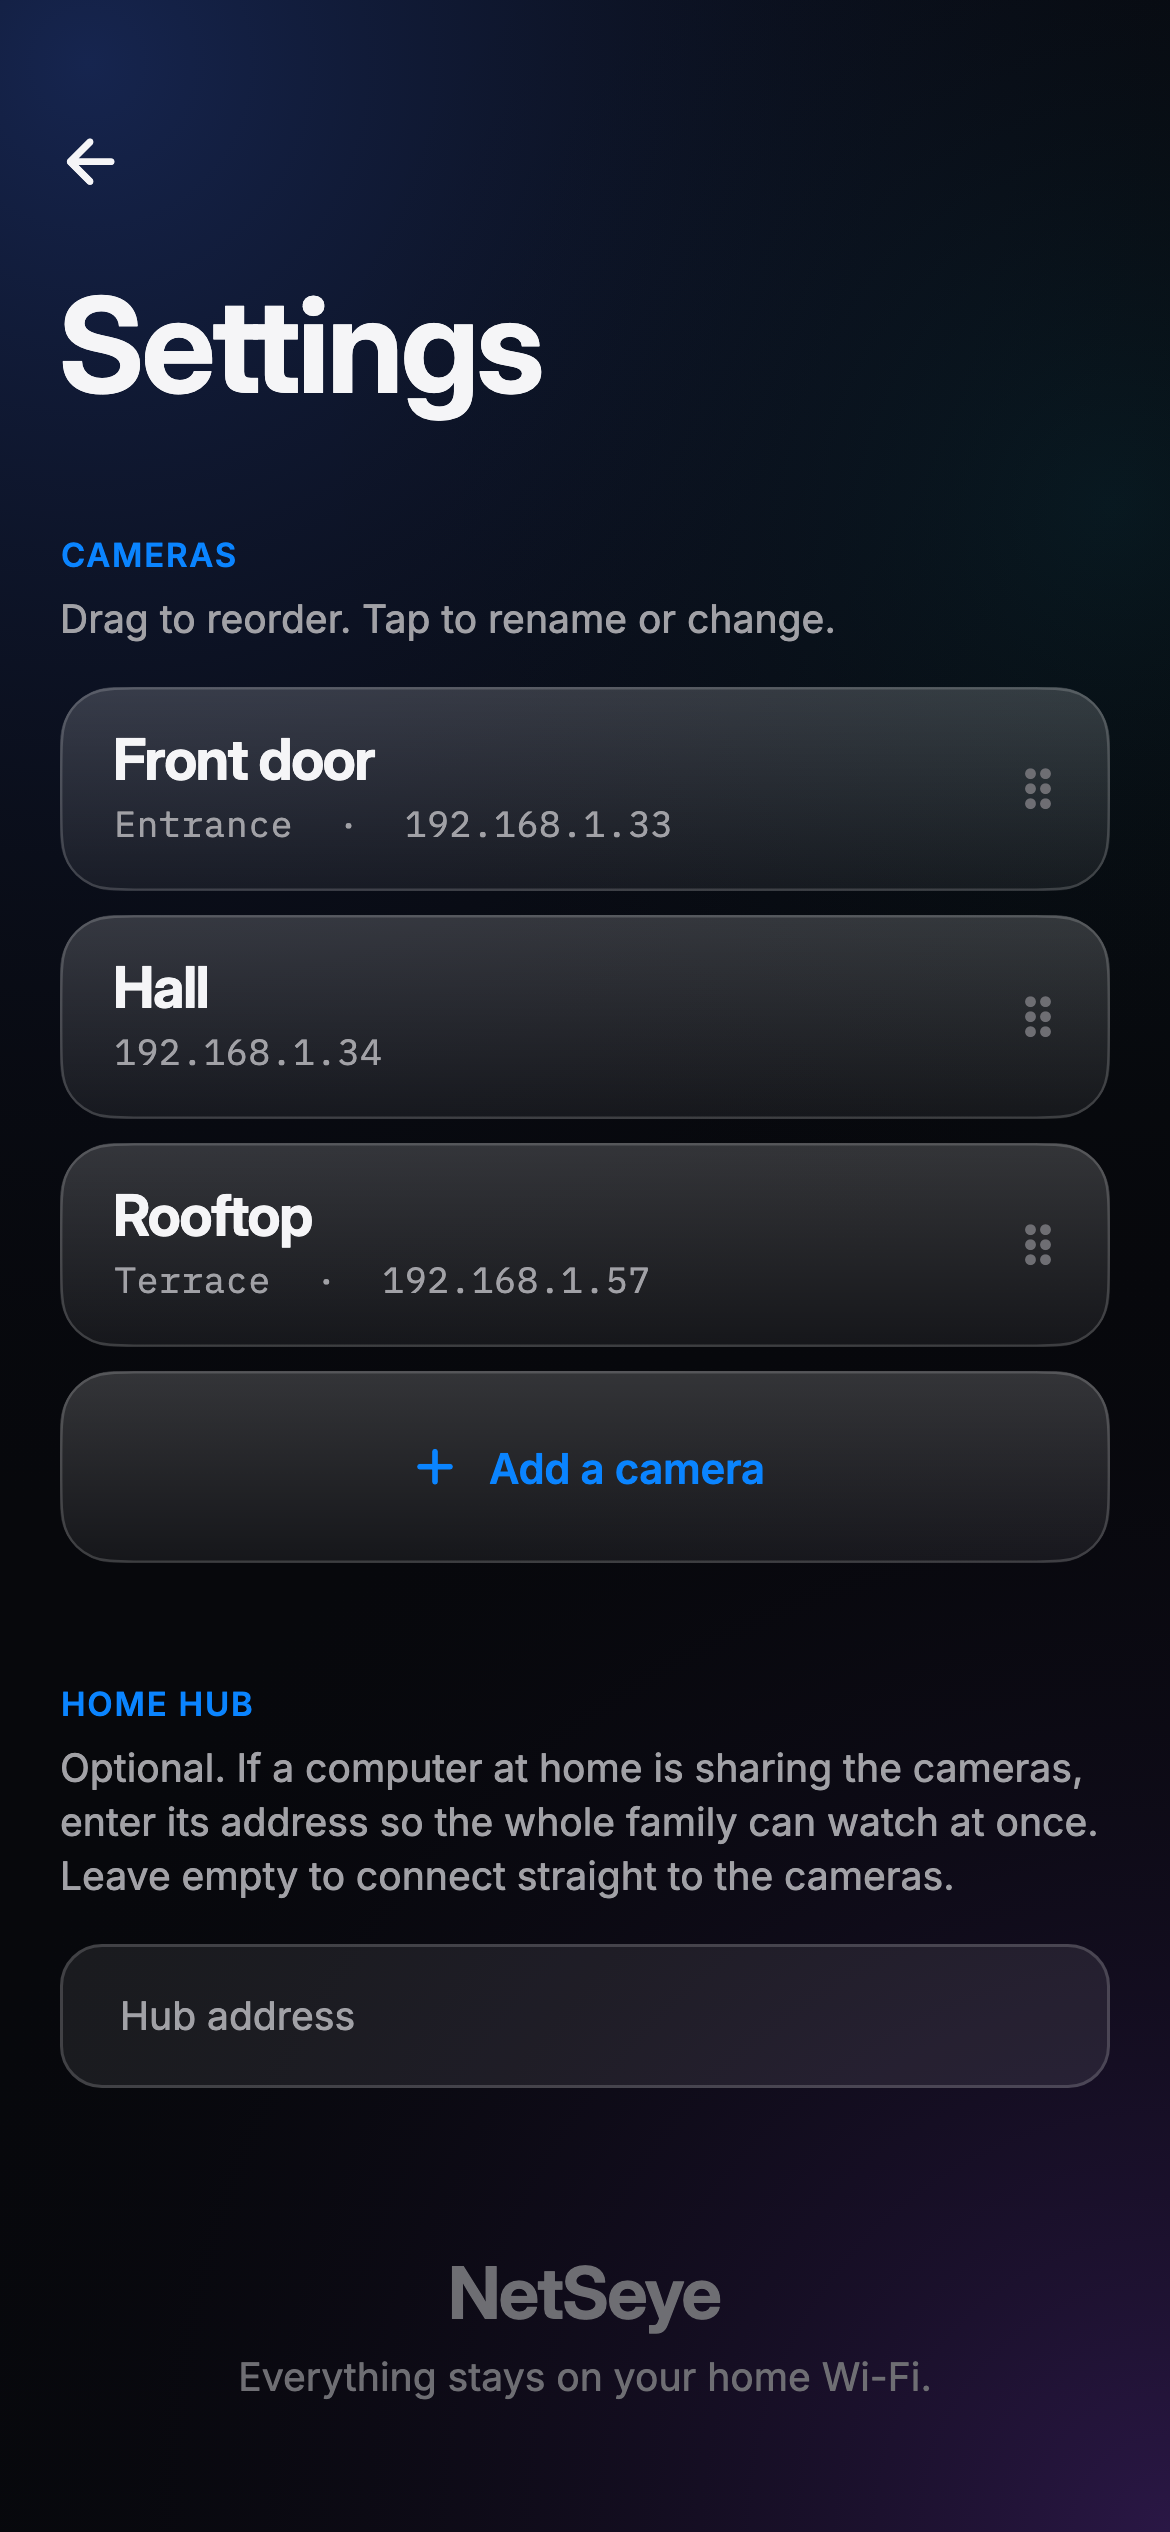 Settings
CAMERAS
Drag to reorder. Tap to rename or change.
Front door
Entrance · 192.168.1.33
Hall
192.168.1.34
Rooftop
Terrace · 192.168.1.57
+ Add a camera
HOME HUB
Optional. If a computer at home is sharing the cameras,
enter its address so the whole family can watch at once.
Leave empty to connect straight to the cameras.
Hub address
NetSeye
Everything stays on your home Wi-Fi.